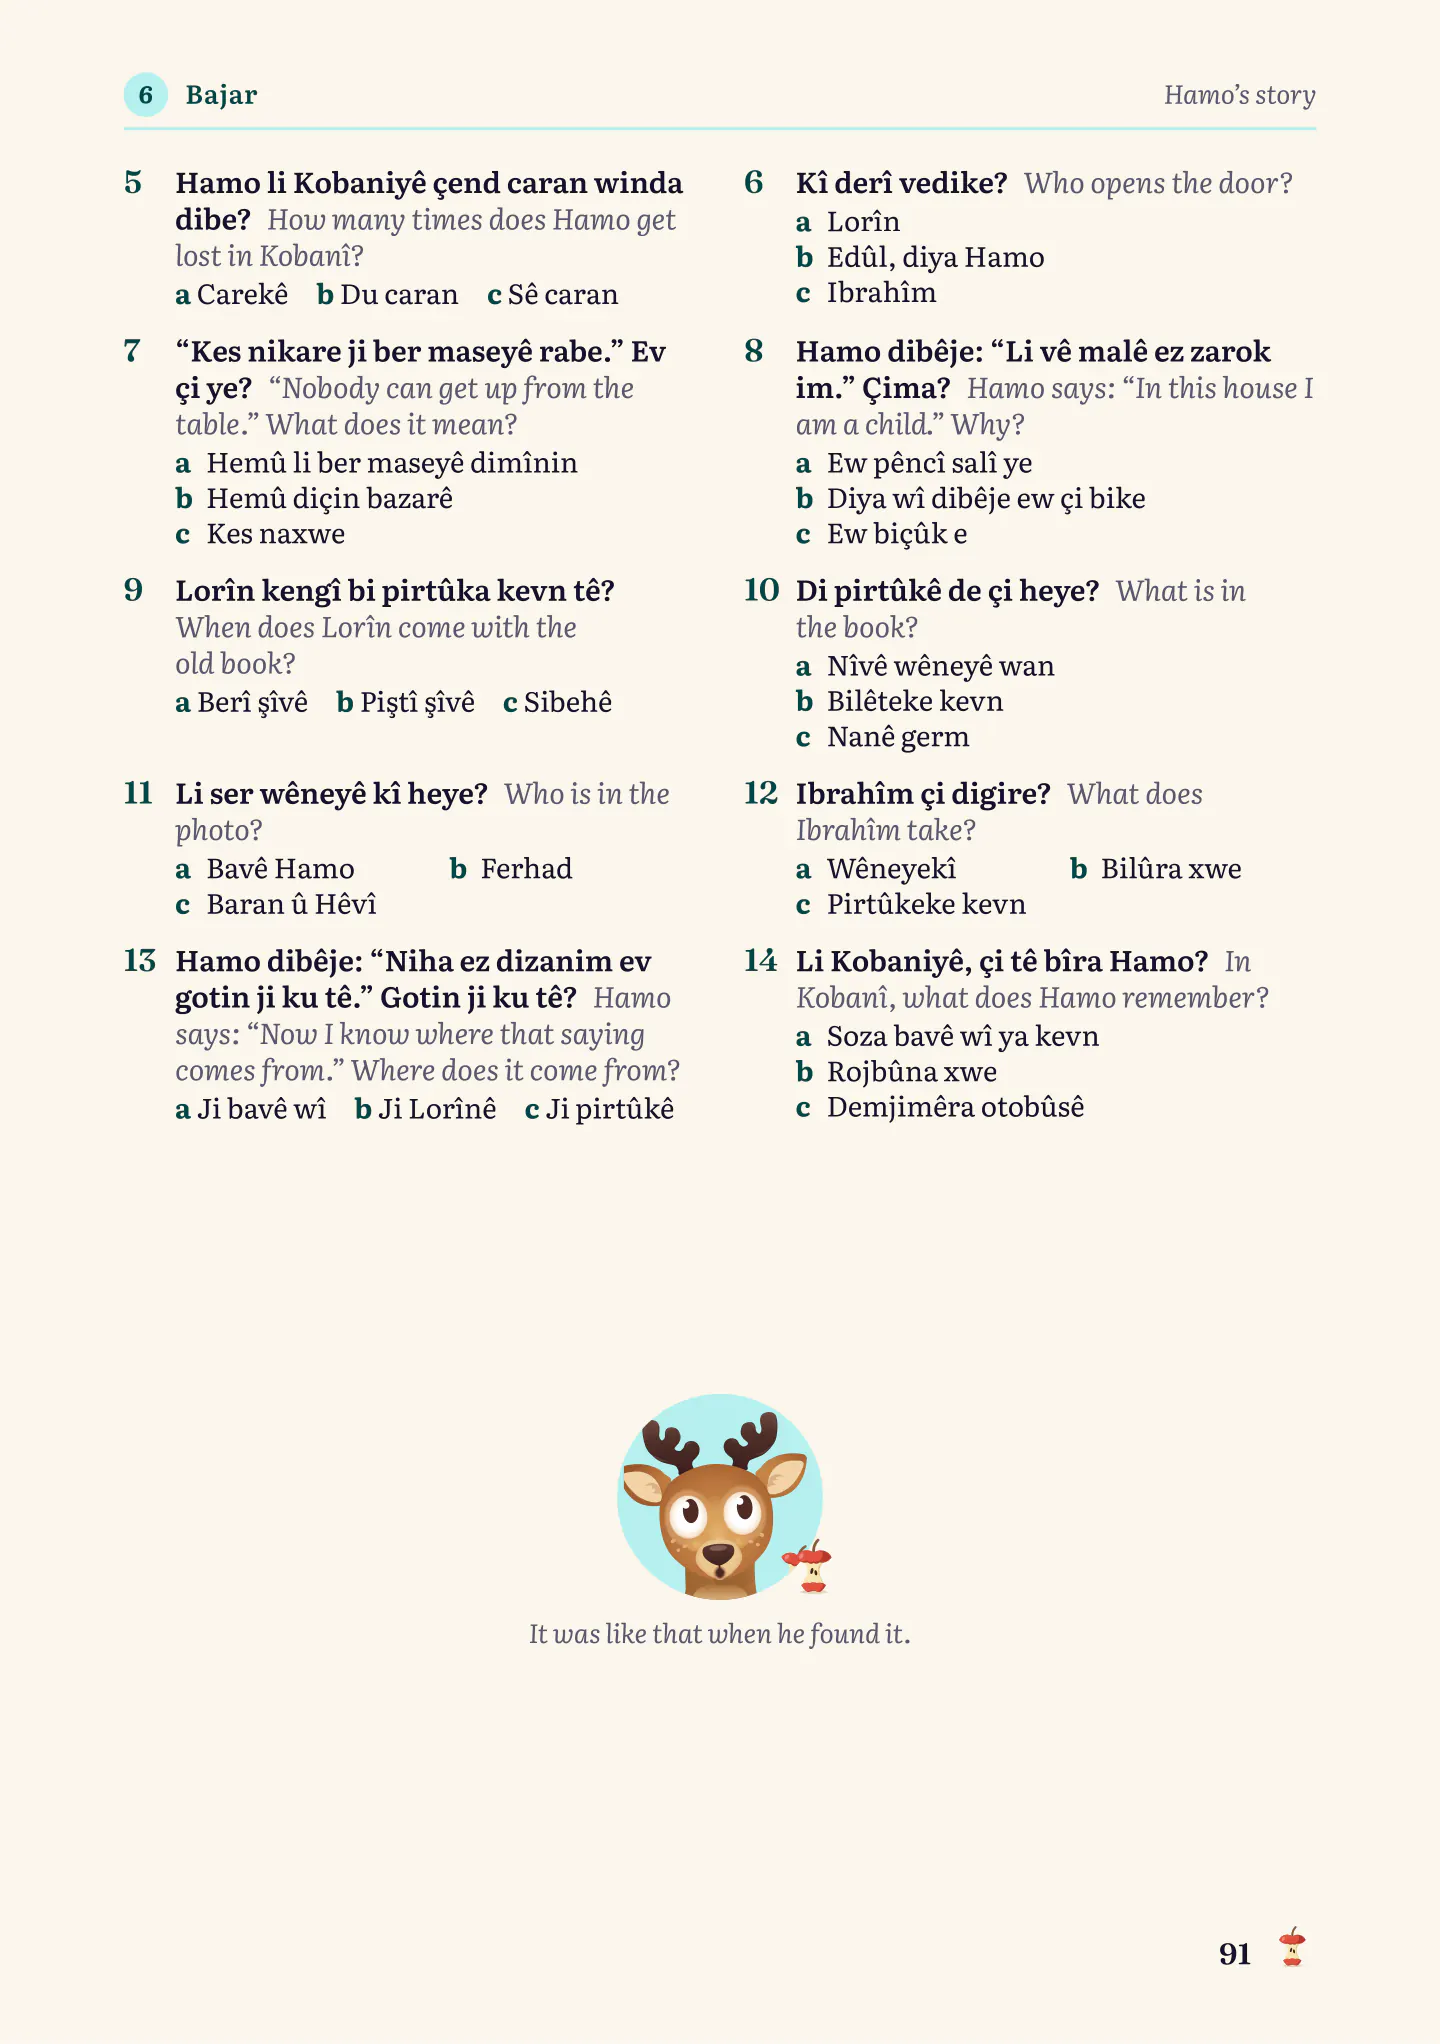 6 Bajar
Hamo’s story
5 Hamo li Kobaniyê çend caran winda
dibe? How many times does Hamo get
lost in Kobanî?
a Carekê b Du caran c Sê caran
6 Kî derî vedike? Who opens the door?
a Lorîn
b Edûl, diya Hamo
c Ibrahîm
7 “Kes nikare ji ber maseyê rabe.” Ev
çi ye? “Nobody can get up from the
table.” What does it mean?
a Hemû li ber maseyê dimînin
b Hemû diçin bazarê
c Kes naxwe
8 Hamo dibêje: “Li vê malê ez zarok
im.” Çima? Hamo says: “In this house I
am a child.” Why?
a Ew pêncî salî ye
b Diya wî dibêje ew çi bike
c Ew biçûk e
9 Lorîn kengî bi pirtûka kevn tê?
When does Lorîn come with the
old book?
a Berî şîvê b Piştî şîvê c Sibehê
10 Di pirtûkê de çi heye? What is in
the book?
a Nîvê wêneyê wan
b Bilêteke kevn
c Nanê germ
11 Li ser wêneyê kî heye? Who is in the
photo?
a Bavê Hamo b Ferhad
c Baran û Hêvî
12 Ibrahîm çi digire? What does
Ibrahîm take?
a Wêneyekî b Bilûra xwe
c Pirtûkeke kevn
13 Hamo dibêje: “Niha ez dizanim ev
gotin ji ku tê.” Gotin ji ku tê? Hamo
says: “Now I know where that saying
comes from.” Where does it come from?
a Ji bavê wî b Ji Lorînê c Ji pirtûkê
14 Li Kobaniyê, çi tê bîra Hamo? In
Kobanî, what does Hamo remember?
a Soza bavê wî ya kevn
b Rojbûna xwe
c Demjimêra otobûsê
It was like that when he found it.
91